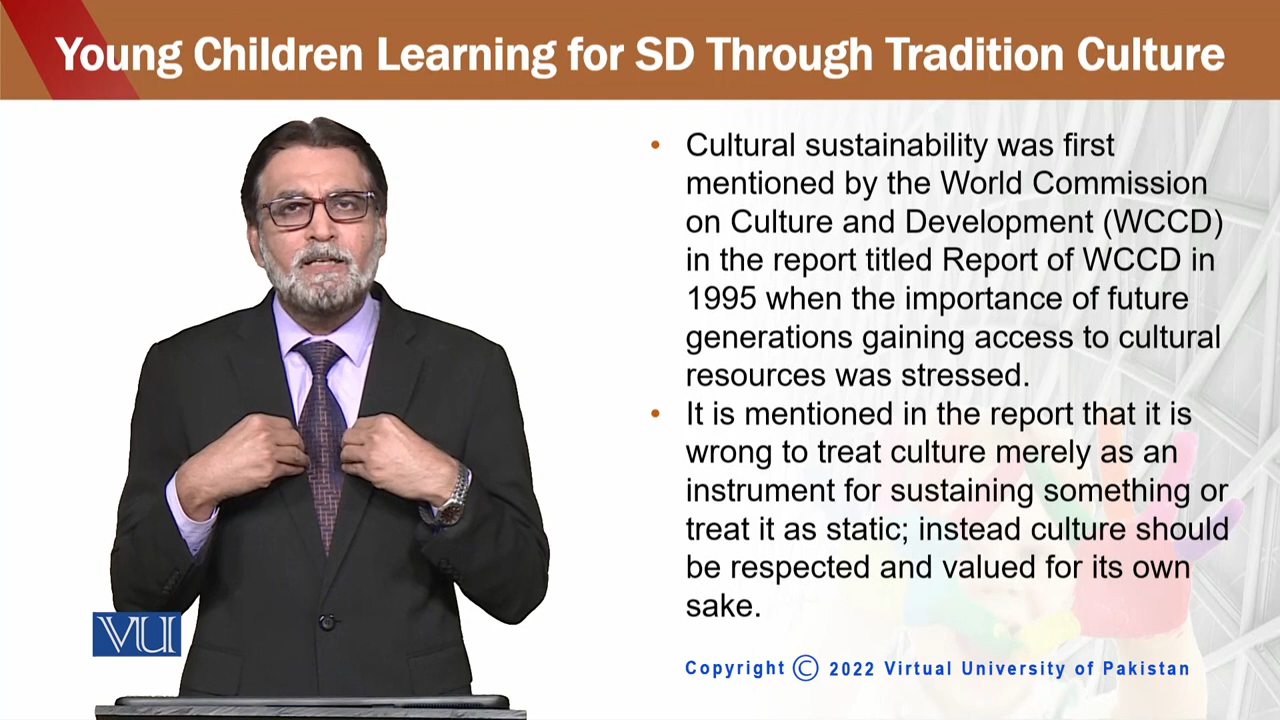 Young Children Learning for SD Through Tradition Culture
• Cultural sustainability was first
mentioned by the World Commission
on Culture and Development (WCCD)
in the report titled Report of WCCD in
1995 when the importance of future
generations gaining access to cultural
resources was stressed.
• It is mentioned in the report that it is
wrong to treat culture merely as an
instrument for sustaining something or
treat it as static; instead culture should
be respected and valued for its own
sake.
VU
Copyright © 2022 Virtual University of Pakistan